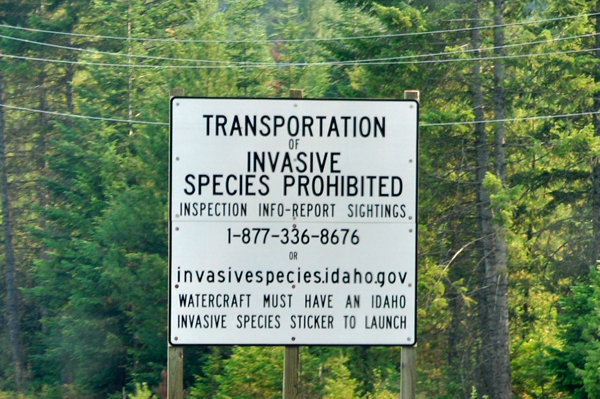 TRANSPORTATION
OF
INVASIVE
SPECIES PROHIBITED
INSPECTION INFO-REPORT SIGHTINGS
1-877-336-8676
OR
invasivespecies.idaho.gov
WATERCRAFT MUST HAVE AN IDAHO
INVASIVE SPECIES STICKER TO LAUNCH